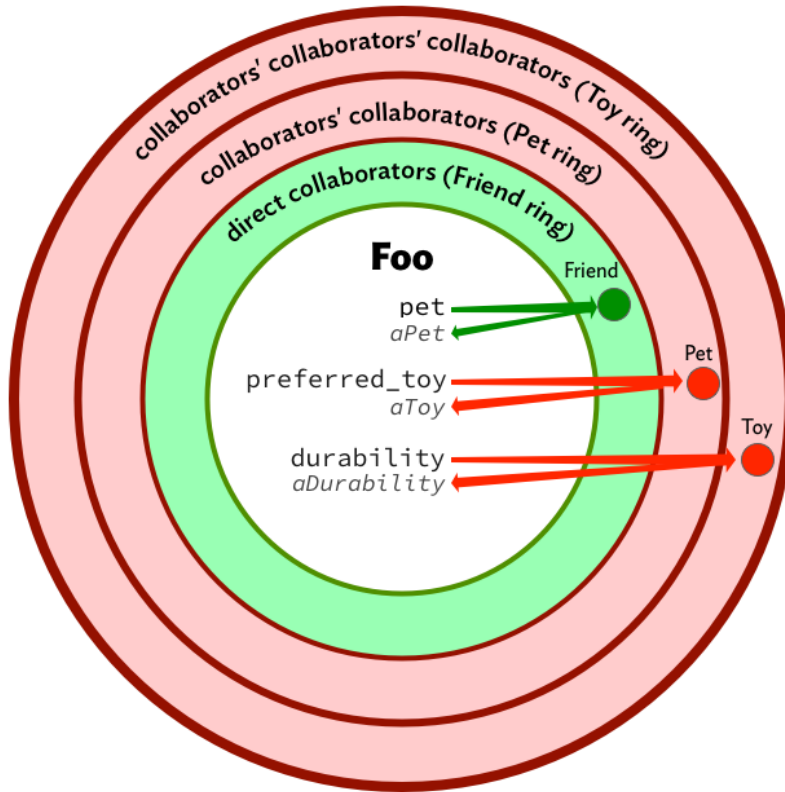 collaborators' collaborators' collaborators (Toy ring)
collaborators' collaborators (Pet ring)
direct collaborators (Friend ring)
Foo
Friend
pet
aPet
Pet
preferred_toy
aToy
Toy
durability
aDurability